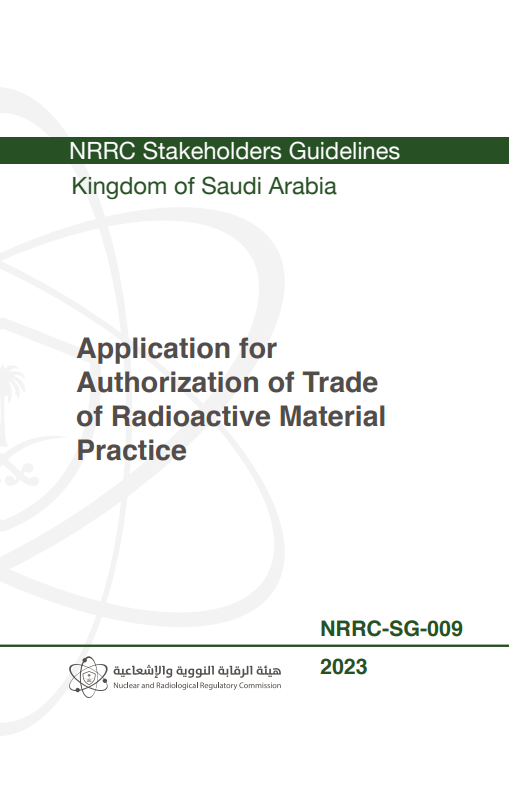 NRRC Stakeholders Guidelines
Kingdom of Saudi Arabia
Application for
Authorization of Trade
of Radioactive Material
Practice
NRRC-SG-009
2023
هيئة الرقابة النووية والإشعاعية
Nuclear and Radiological Regulatory Commission